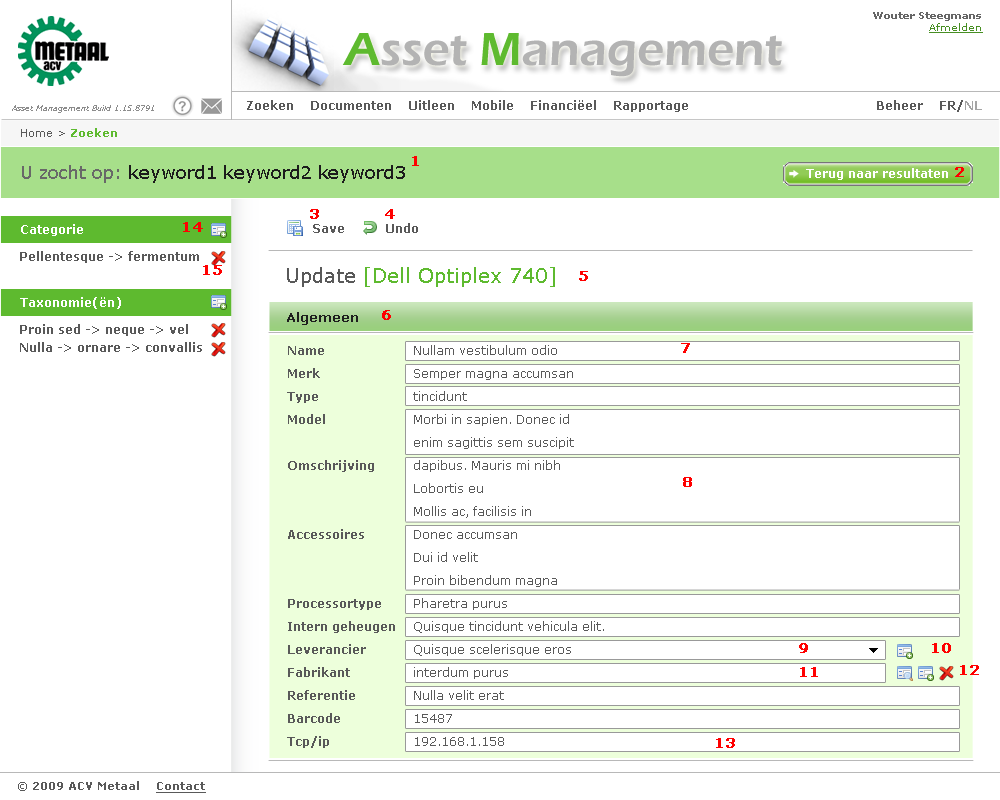 METAAL
acv
Asset Management Build 1.15.8791
?
Asset Management
Wouter Steegmans
Afmelden
Zoeken Documenten Uitleen Mobile Financiëel Rapportage Beheer FR/NL
Home > Zoeken
U zocht op: keyword1 keyword2 keyword3 1
Terug naar resultaten 2
Categorie 14
Pellentesque -> fermentum
15
Taxonomie(ën)
Proin sed -> neque -> vel
Nulla -> ornare -> convallis
3 4
Save Undo
Update [Dell Optiplex 740] 5
Algemeen 6
Name Nullam vestibulum odio 7
Merk Semper magna accumsan
Type tincidunt
Model Morbi in sapien. Donec id
enim sagittis sem suscipit
Omschrijving dapibus. Mauris mi nibh
Lobortis eu 8
Mollis ac, facilisis in
Accessoires Donec accumsan
Dui id velit
Proin bibendum magna
Processortype Pharetra purus
Intern geheugen Quisque tincidunt vehicula elit.
Leverancier Quisque scelerisque eros 9 10
Fabrikant interdum purus 11 12
Referentie Nulla velit erat
Barcode 15487
Tcp/ip 192.168.1.158 13
© 2009 ACV Metaal Contact